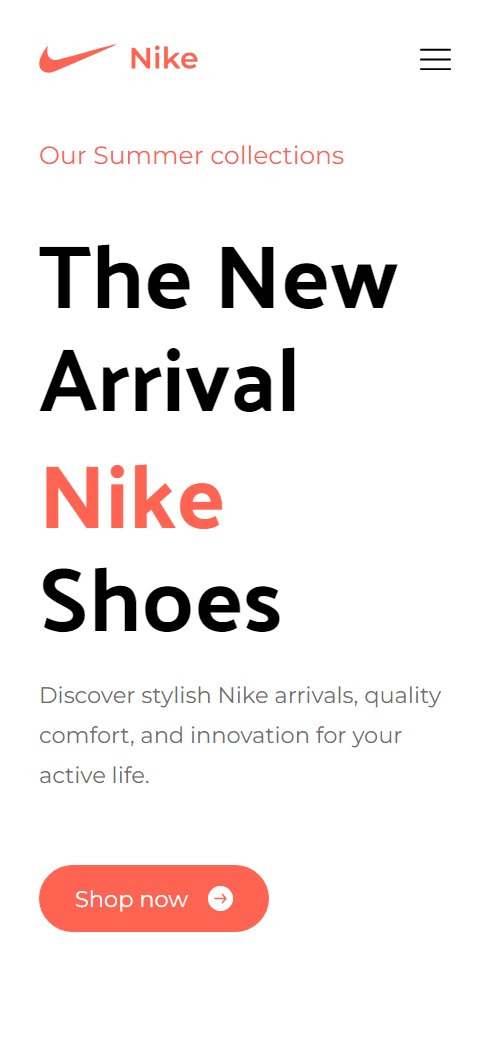 Nike
Our Summer collections
The New
Arrival
Nike
Shoes
Discover stylish Nike arrivals, quality
comfort, and innovation for your
active life.
Shop now